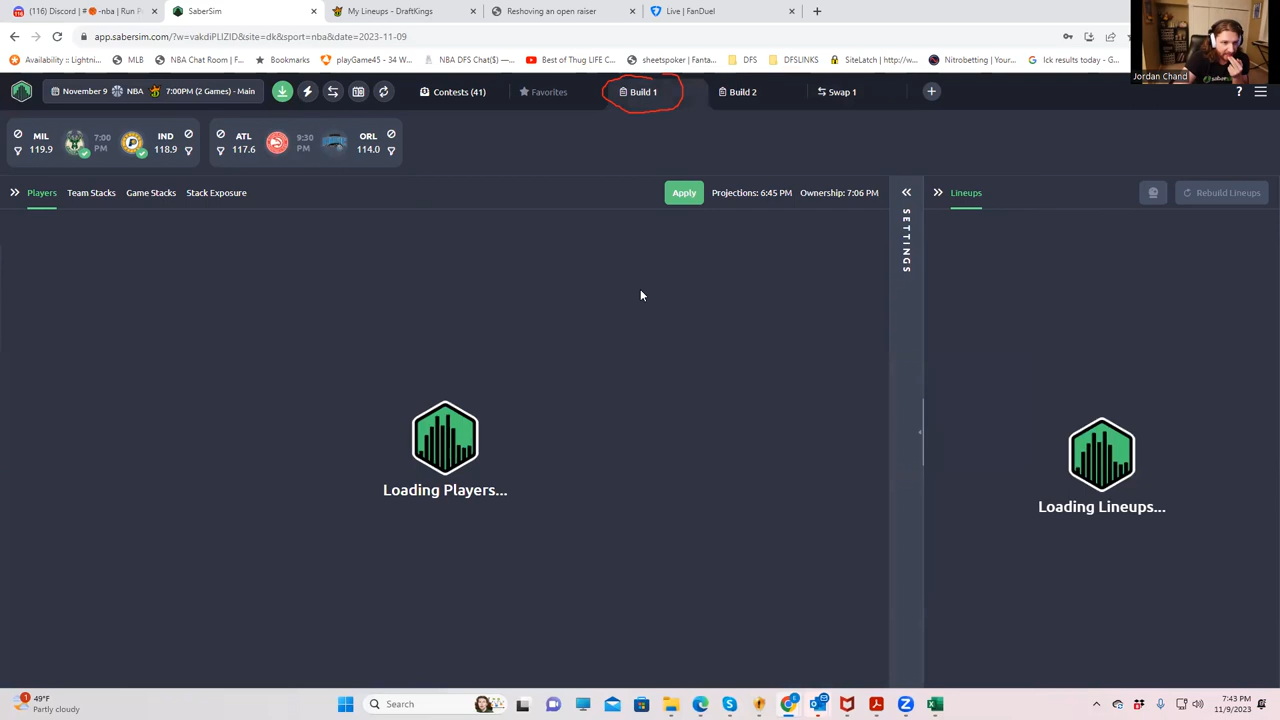 (116) Discord | # -nba | Run P
SaberSim
My Lineups - DraftKings
Reshoving an open raiser
Live | FanDuel
app.sabersim.com/?w=vakdiPLIZID&site=dk&sport=nba&date=2023-11-09
Availability :: Lightni...
MLB
NBA Chat Room | F...
Bookmarks
playGame45 - 34 W...
NBA DVP(S) — Onli...
Best of Thug LIFE C...
sheetspoker | Fanta...
DFS
DFSLINKS
SiteLatch | http://w...
Nitrobetting | Your...
Ick results today - G...
Jordan Chand
November 9 NBA 7:00PM (2 Games) - Main
Contests (41)
Favorites
Build 1
Build 2
Swap 1
?
MIL
119.9
7:00
PM
IND
118.9
ATL
117.6
9:30
PM
ORL
114.0
Players
Team Stacks
Game Stacks
Stack Exposure
Apply
Projections: 6:45 PM
Ownership: 7:06 PM
SETTINGS
Lineups
Rebuild Lineups
Loading Players...
Loading Lineups...
1
49°F
Partly cloudy
Search
7:43 PM
11/9/2023